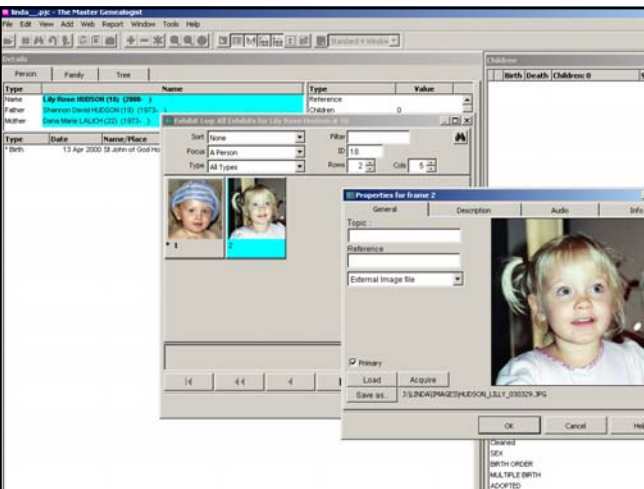 linda__.pjc - The Master Genealogist
File Edit View Add Web Report Window Tools Help
Standard 4 Window
Details
Children
Person Family Tree
Birth Death Children: 0
Type Name
Type Value
Name Lily Rose HUDSON (18) (2000- )
Reference
Father Shannon David HUDSON (19) (1973-
Children 0
Mother Dana Marie LALICH (22) (1973- )
Exhibit Log: All Exhibits for Lily Rose Hudson # 18
Type Date Name/Place
* Birth 13 Apr 2000 St John of God Ho
Sort None
Filter
Focus A Person
ID 18
Type All Types
Rows 2 Cols 5
* 1
2
Properties for frame 2
General Description Audio Info
Topic :
Reference
External Image file
Primary
Load Acquire
Save as.. J:\LINDA\IMAGES\HUDSON_LILLY_030329.JPG
OK Cancel Help
Cleaned
SEX
BIRTH ORDER
MULTIPLE BIRTH
ADOPTED